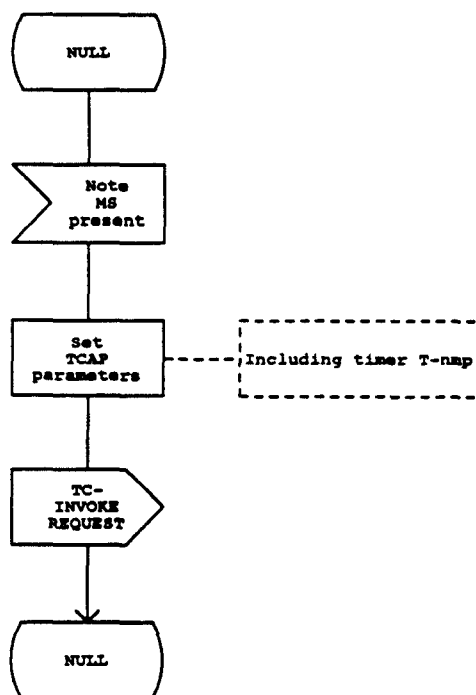 NULL
Note
MS
present
Set
TCAP
parameters
Including timer T-nmp
TC-
INVOKE
REQUEST
NULL